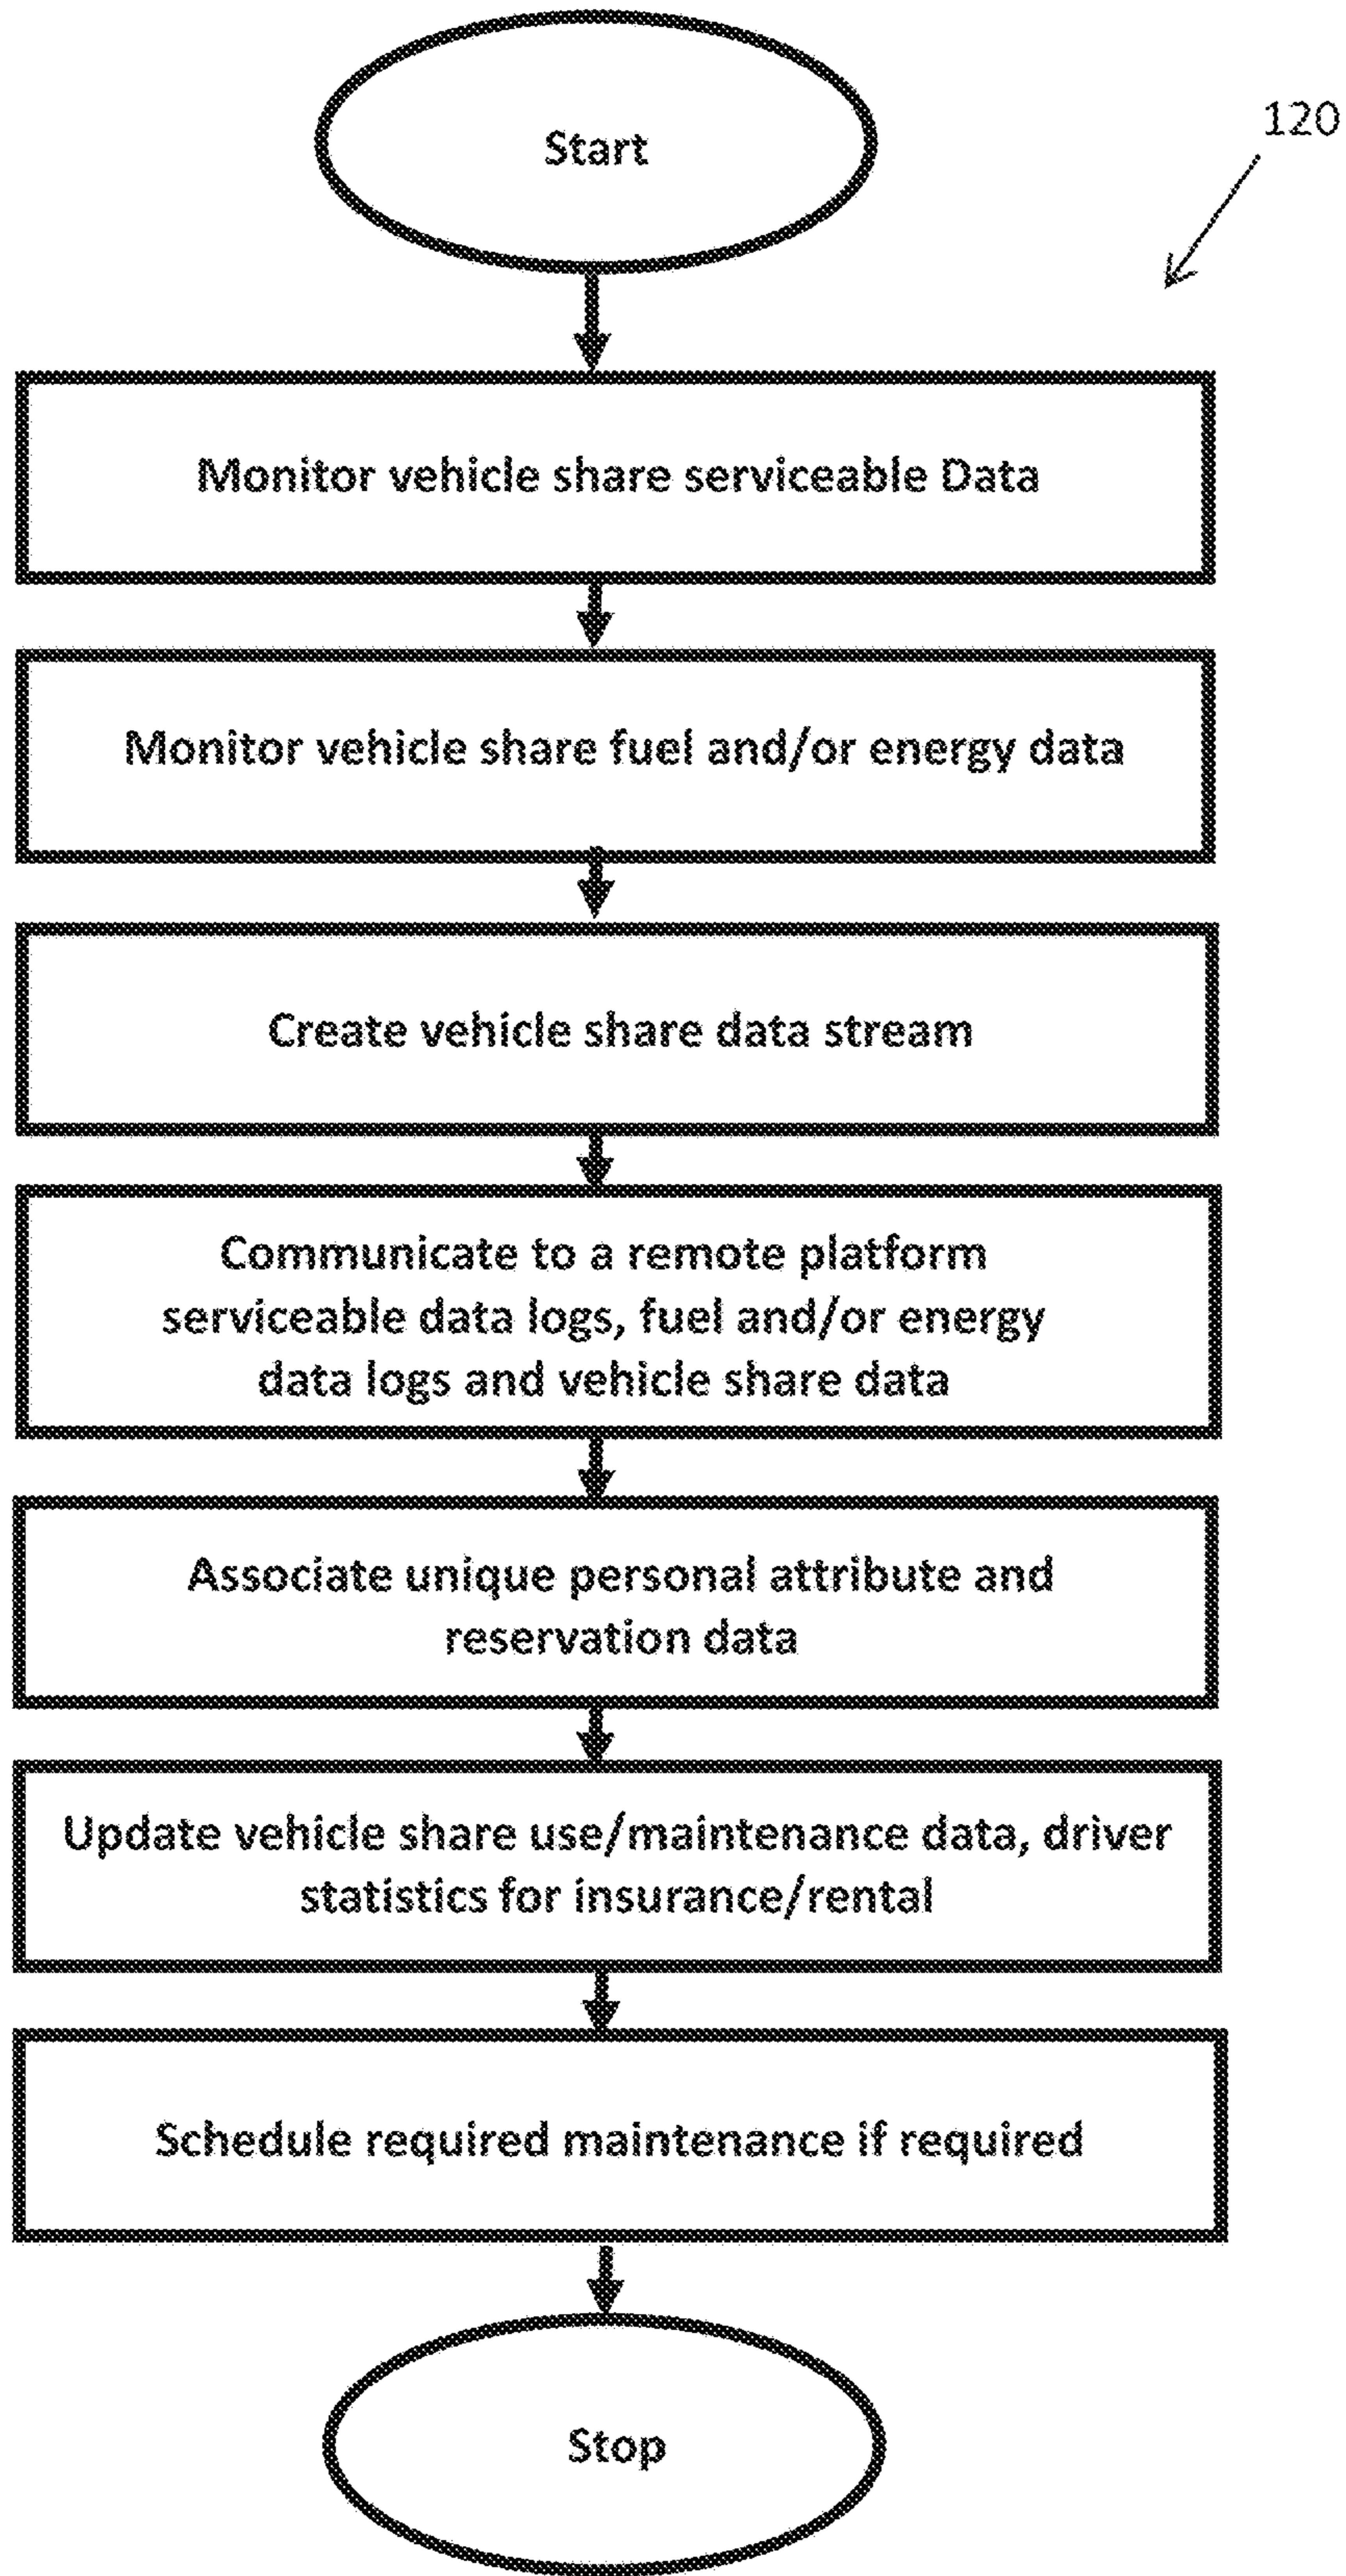 Start
120
Monitor vehicle share serviceable Data
Monitor vehicle share fuel and/or energy data
Create vehicle share data stream
Communicate to a remote platform
serviceable data logs, fuel and/or energy
data logs and vehicle share data
Associate unique personal attribute and
reservation data
Update vehicle share use/maintenance data, driver
statistics for insurance/rental
Schedule required maintenance if required
Stop